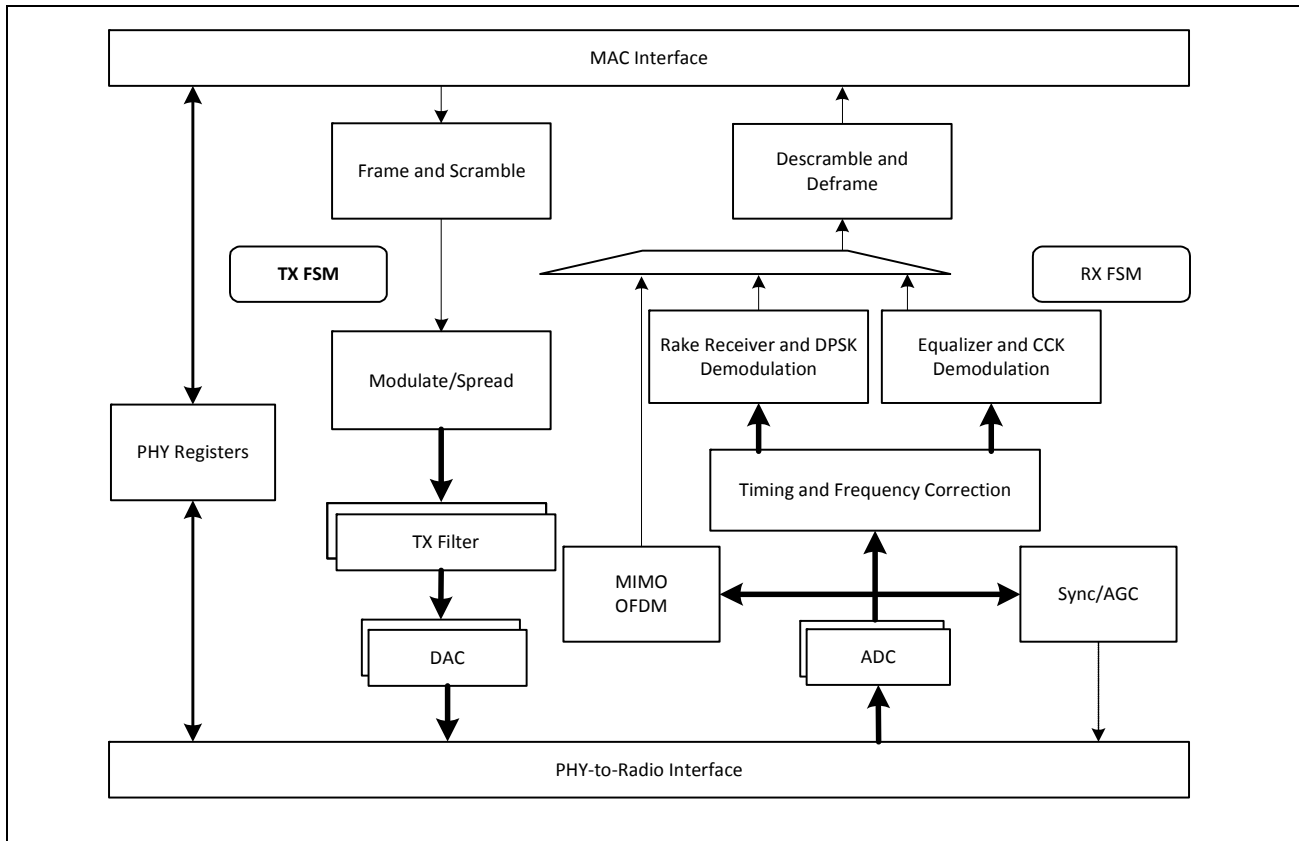 MAC Interface
Frame and Scramble
Descramble and
Deframe
TX FSM
RX FSM
Rake Receiver and DPSK
Demodulation
Equalizer and CCK
Demodulation
Modulate/Spread
PHY Registers
Timing and Frequency Correction
TX Filter
MIMO
OFDM
Sync/AGC
DAC
ADC
PHY-to-Radio Interface